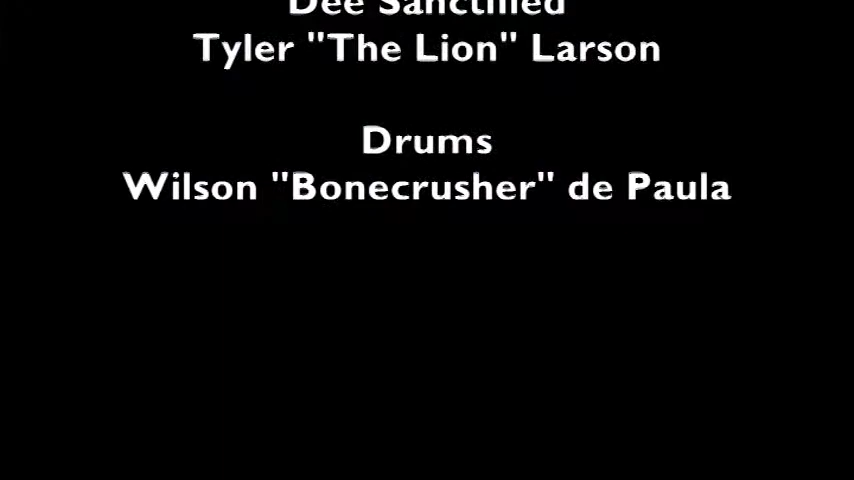 Dee Sanctified
Tyler "The Lion" Larson
Drums
Wilson "Bonecrusher" de Paula